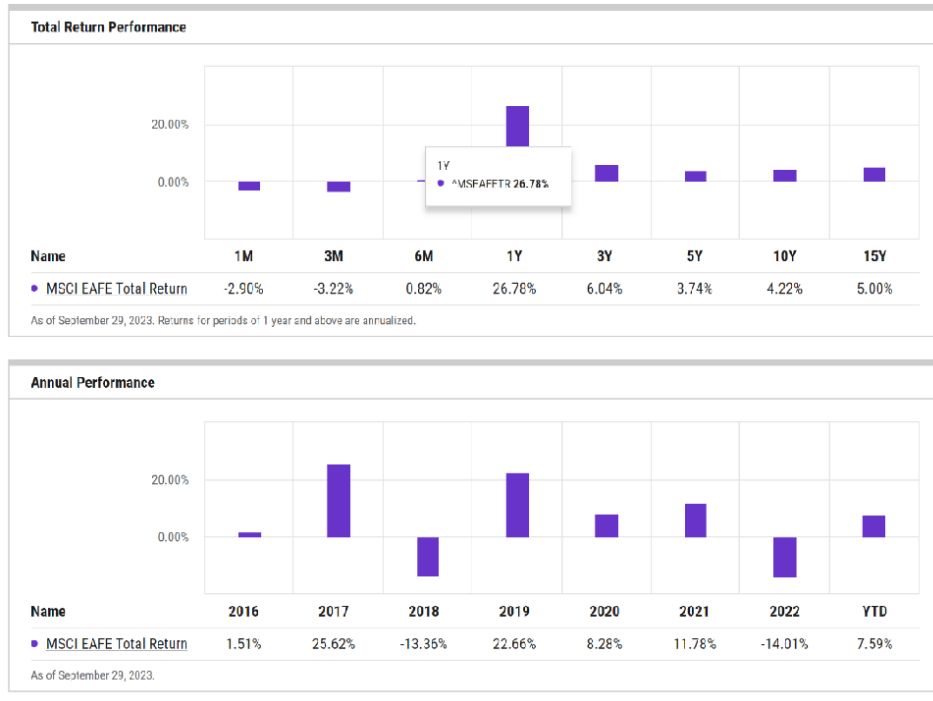 Total Return Performance
20.00%
0.00%
1Y
^MSEAFETR 26.78%
Name 1M 3M 6M 1Y 3Y 5Y 10Y 15Y
MSCI EAFE Total Return -2.90% -3.22% 0.82% 26.78% 6.04% 3.74% 4.22% 5.00%
As of September 29, 2023. Returns for periods of 1 year and above are annualized.
Annual Performance
20.00%
0.00%
Name 2016 2017 2018 2019 2020 2021 2022 YTD
MSCI EAFE Total Return 1.51% 25.62% -13.36% 22.66% 8.28% 11.78% -14.01% 7.59%
As of September 29, 2023.